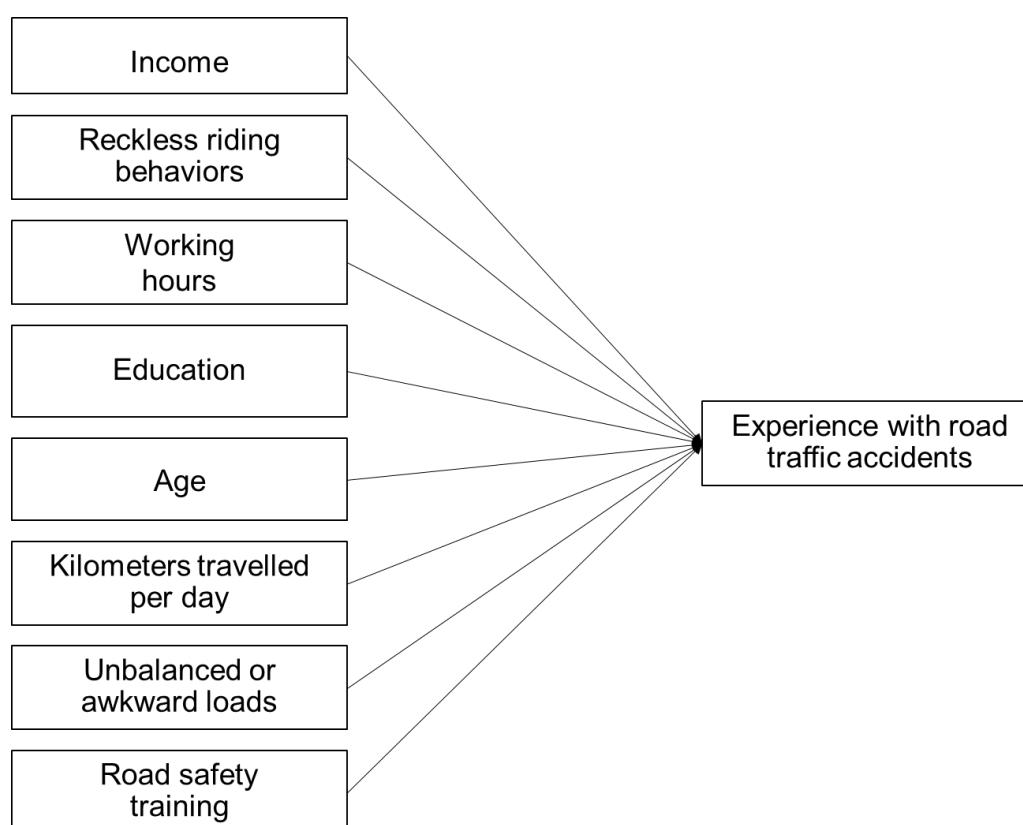 Income
Reckless riding
behaviors
Working
hours
Education
Age
Kilometers travelled
per day
Unbalanced or
awkward loads
Road safety
training
Experience with road
traffic accidents